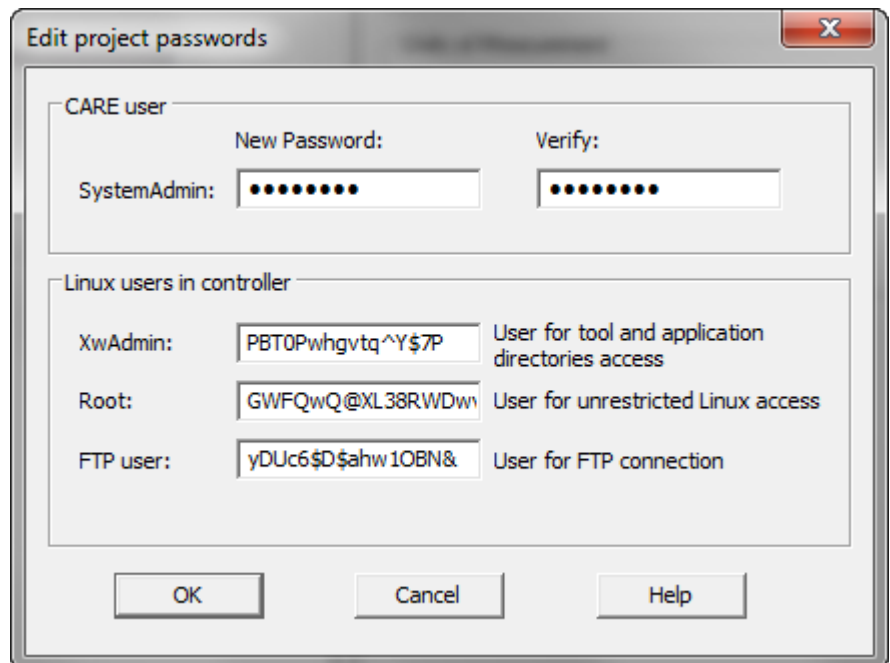 Edit project passwords
CARE user
New Password: Verify:
SystemAdmin: ●●●●●●●● ●●●●●●●●
Linux users in controller
XwAdmin: PBT0Pwhgvtq^Y$7P User for tool and application
directories access
Root: GWFQwQ@XL38RWDw User for unrestricted Linux access
FTP user: yDUc6$D$ahw1OBN& User for FTP connection
OK Cancel Help